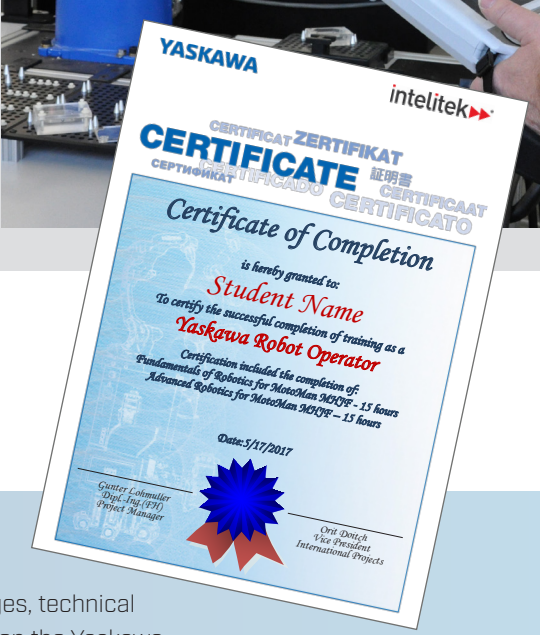 YASKAWA
intelitek
CERTIFICAT ZERTIFIKAT
CERTIFICATE 証明書
СЕРТИФИКАТ CERTIFICADO CERTIFICAAT
CERTIFICATO
Certificate of Completion
is hereby granted to:
Student Name
To certify the successful completion of training as a
Yaskawa Robot Operator
Certification included the completion of:
Fundamentals of Robotics for MotoMan MHJF - 15 hours
Advanced Robotics for MotoMan MHJF – 15 hours
Date:5/17/2017
Gunter Lohmuller
Dipl.-Ing.(FH)
Project Manager
Orit Doitch
Vice President
International Projects
technical
the Yaskawa